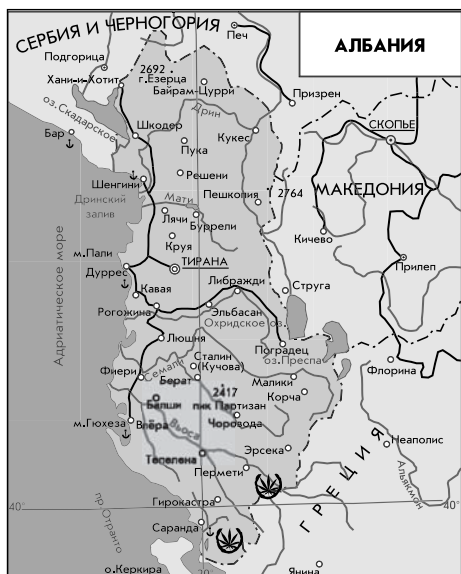 АЛБАНИЯ
СЕРБИЯ И ЧЕРНОГОРИЯ
Печ
Подгорица
2692
Хани-и-Хотит
г.Езерца
Байрам-Цурри
Призрен
оз.Скадарское
Дрин
Бар
Шкодер
Кукес
СКОПЬЕ
Пука
Решени
Шенгини
МАКЕДОНИЯ
Пешкопия
2764
Мати
Дринский
залив
Лячи
Буррели
Круя
Кичево
м.Пали
ТИРАНА
Прилеп
Дуррес
Адриатическое море
Кавая
Либражди
Струга
Рогожина
Эльбасан
Охридское оз.
Люшня
Поградец
оз.Преспа
Сталин
(Кучова)
Флорина
Семани
Фиери
Берат
Малики
2417
Корча
Балши
пик Партизан
Чоровода
м.Гюхеза
Влёра
Вьоса
Эрсека
Неаполис
Тепелена
Пермети
ГРЕЦИЯ
Альякмон
40°
Гирокастра
40°
пр.Отранто
Саранда
о.Керкира
20°
Янина